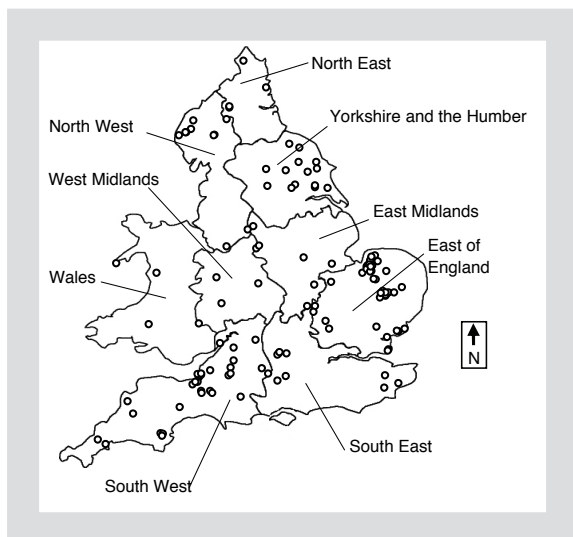 North East
Yorkshire and the Humber
North West
West Midlands
East Midlands
East of
England
Wales
N
South East
South West